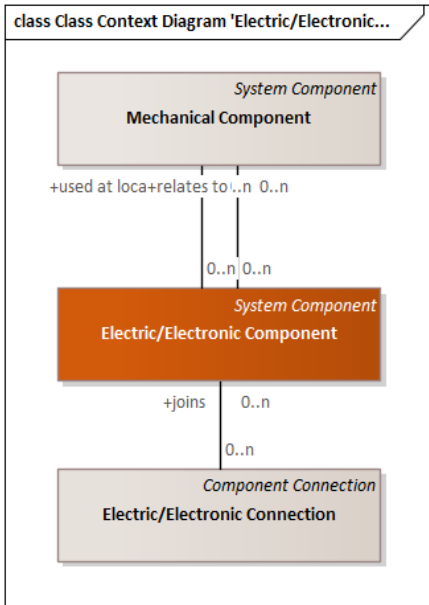 class Class Context Diagram 'Electric/Electronic...
System Component
Mechanical Component
+used at loca+relates to 0..n 0..n
0..n 0..n
System Component
Electric/Electronic Component
+joins 0..n
0..n
Component Connection
Electric/Electronic Connection